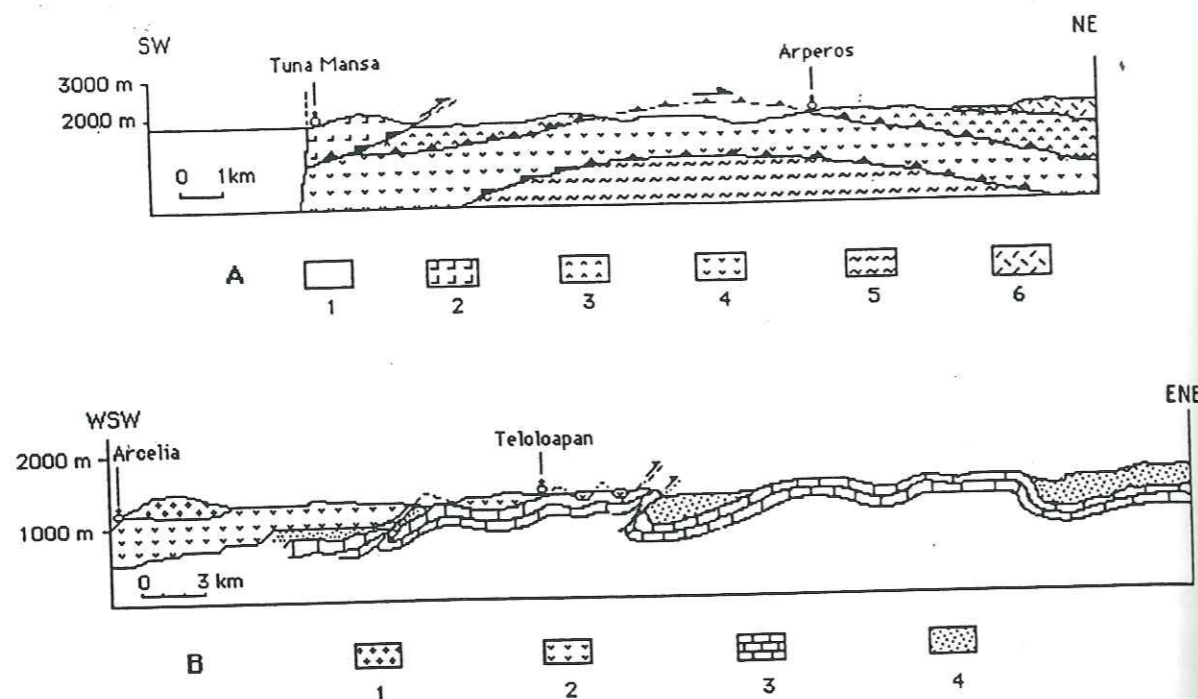 SW
NE
Tuna Mansa
Arperos
3000 m
2000 m
0 1km
A
1 2 3 4 5 6
WSW
ENE
Arcelia
Teloloapan
2000 m
1000 m
0 3 km
B
1 2 3 4